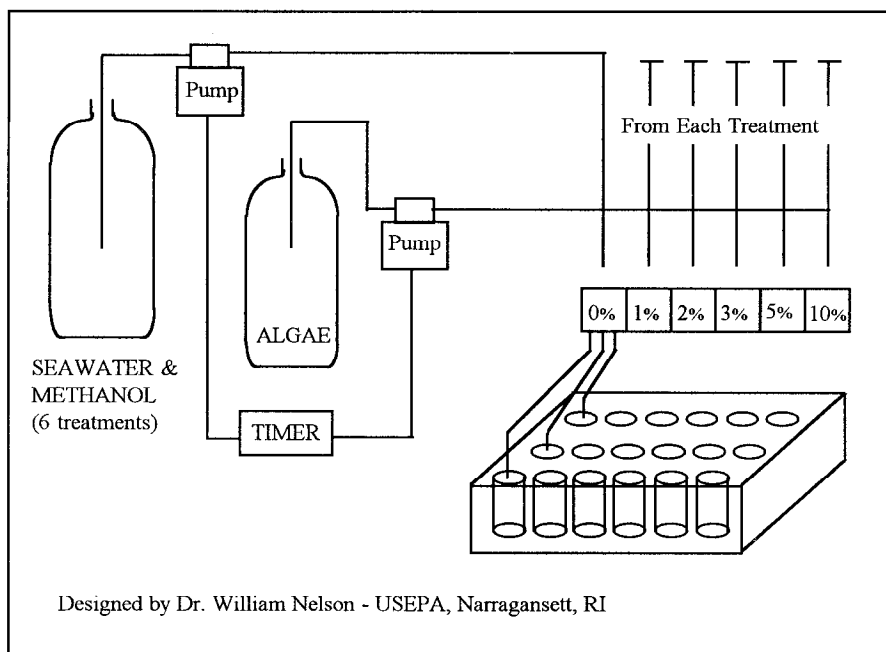 Pump
From Each Treatment
Pump
0% 1% 2% 3% 5% 10%
ALGAE
SEAWATER &
METHANOL
(6 treatments)
TIMER
Designed by Dr. William Nelson - USEPA, Narragansett, RI